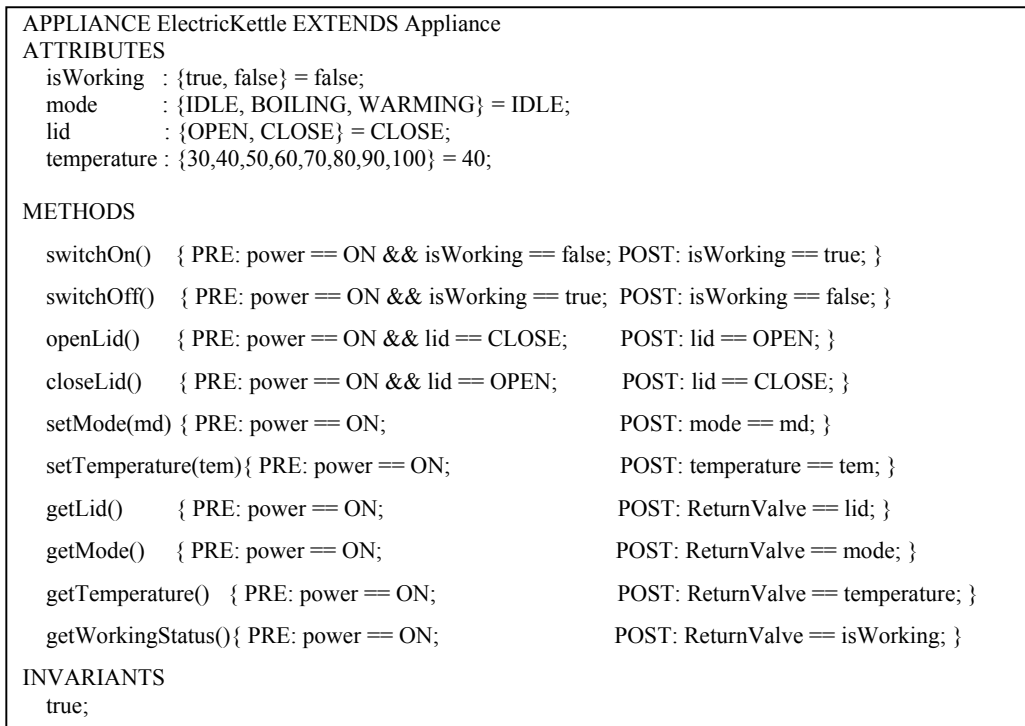 APPLIANCE ElectricKettle EXTENDS Appliance
ATTRIBUTES
isWorking : {true, false} = false;
mode : {IDLE, BOILING, WARMING} = IDLE;
lid : {OPEN, CLOSE} = CLOSE;
temperature : {30,40,50,60,70,80,90,100} = 40;
METHODS
switchOn() { PRE: power == ON && isWorking == false; POST: isWorking == true; }
switchOff() { PRE: power == ON && isWorking == true; POST: isWorking == false; }
openLid() { PRE: power == ON && lid == CLOSE; POST: lid == OPEN; }
closeLid() { PRE: power == ON && lid == OPEN; POST: lid == CLOSE; }
setMode(md) { PRE: power == ON; POST: mode == md; }
setTemperature(tem){ PRE: power == ON; POST: temperature == tem; }
getLid() { PRE: power == ON; POST: ReturnValve == lid; }
getMode() { PRE: power == ON; POST: ReturnValve == mode; }
getTemperature() { PRE: power == ON; POST: ReturnValve == temperature; }
getWorkingStatus(){ PRE: power == ON; POST: ReturnValve == isWorking; }
INVARIANTS
true;